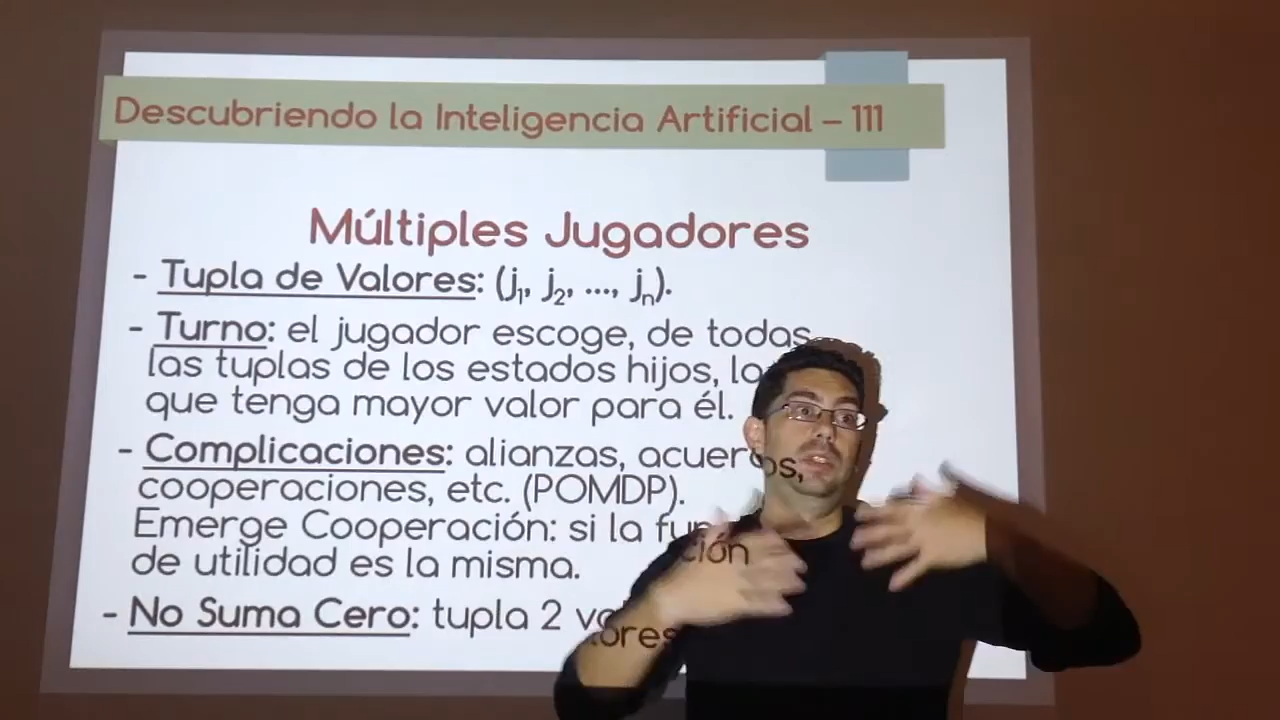 Descubriendo la Inteligencia Artificial – 111
Múltiples Jugadores
- Tupla de Valores: (j1, j2, ..., jn).
- Turno: el jugador escoge, de todas
las tuplas de los estados hijos, la
que tenga mayor valor para él.
- Complicaciones: alianzas, acuerdos,
cooperaciones, etc. (POMDP).
Emerge Cooperación: si la función
de utilidad es la misma.
- No Suma Cero: tupla 2 valores